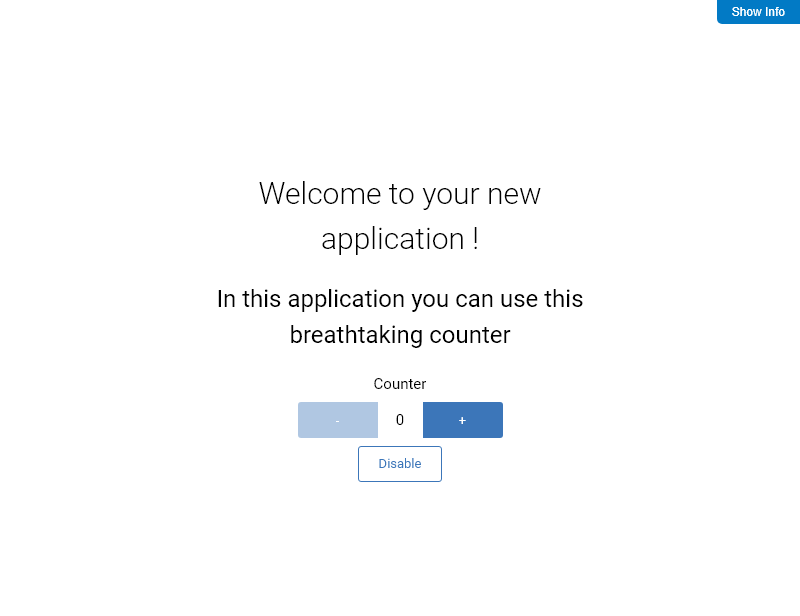 Show Info
Welcome to your new
application !
In this application you can use this
breathtaking counter
Counter
- 0 +
Disable